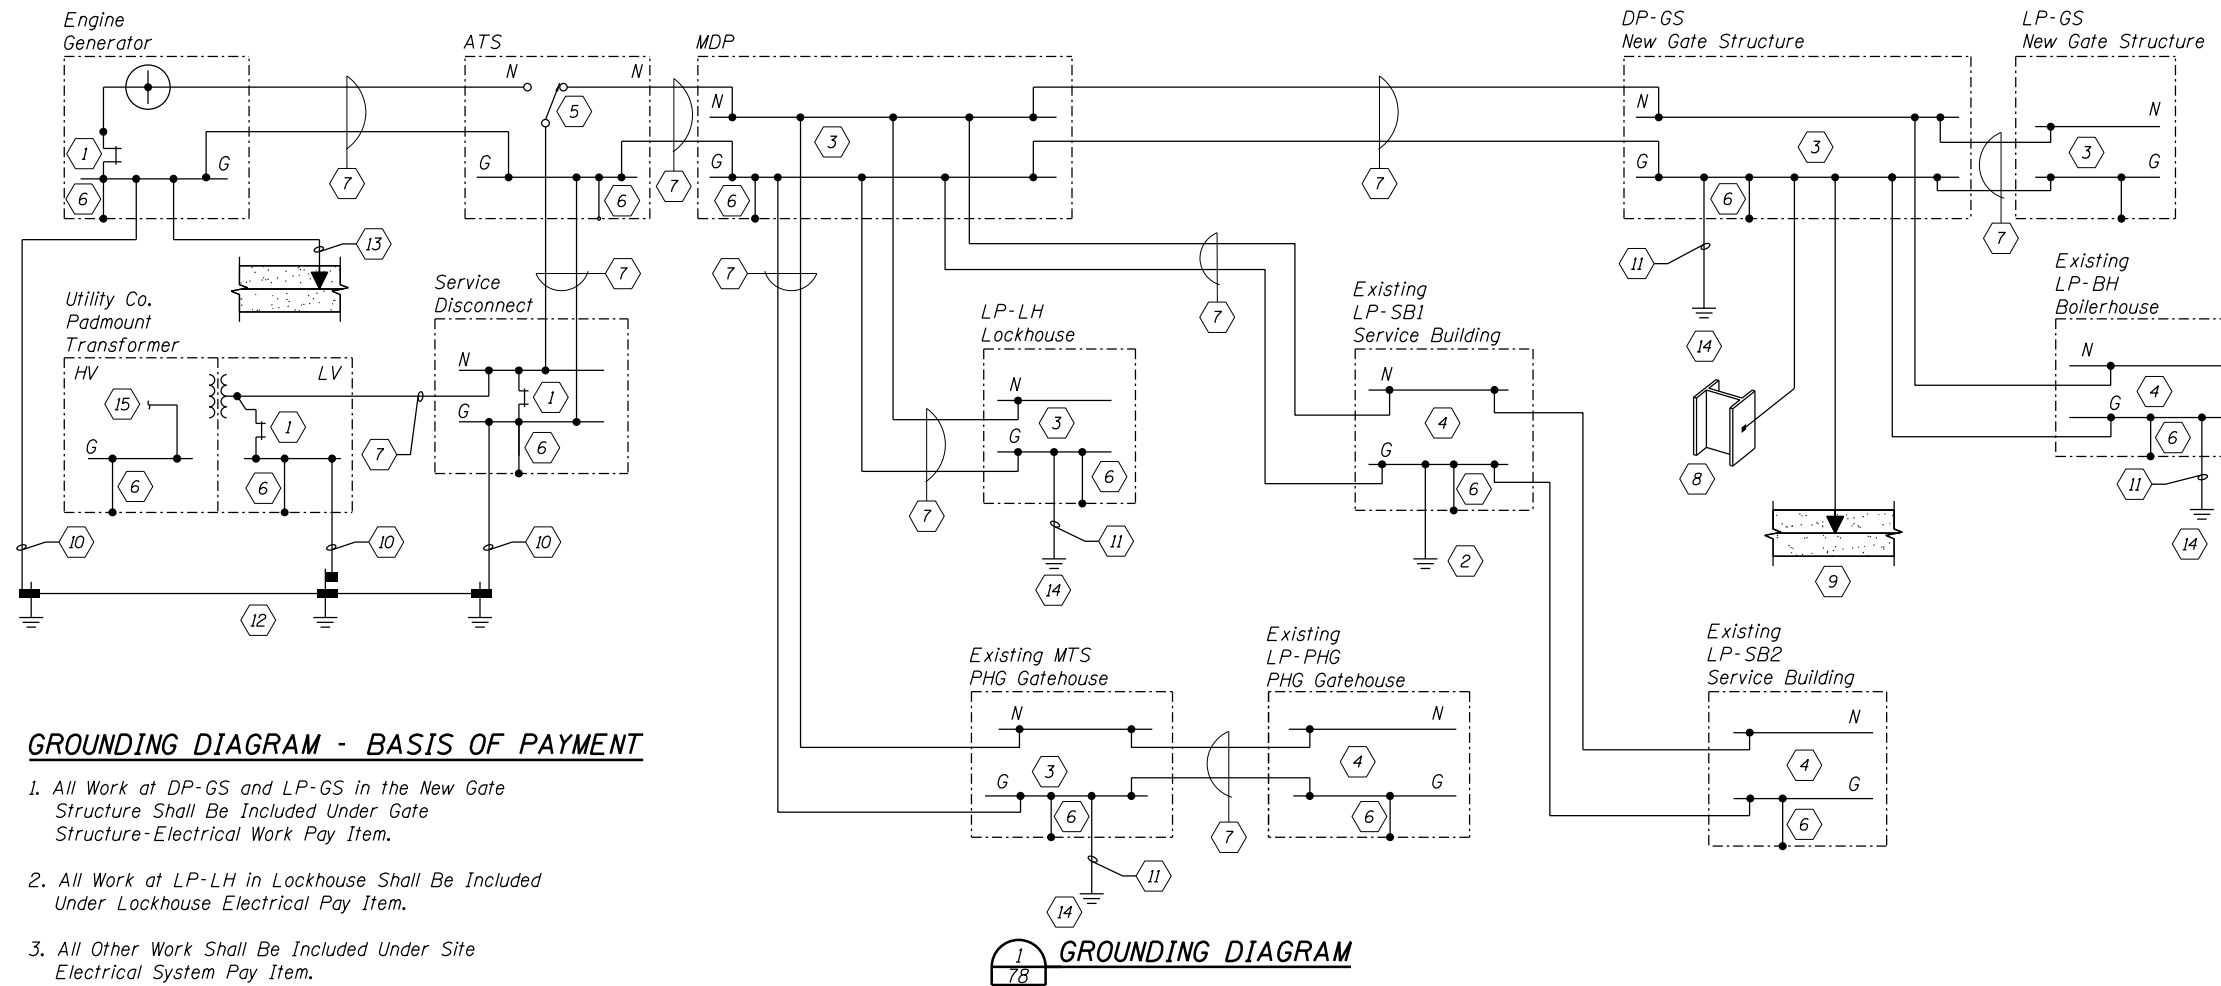 Engine
Generator
ATS
MDP
DP-GS
New Gate Structure
LP-GS
New Gate Structure
N
N
N
N
N
G
G
G
G
G
1
6
7
5
6
7
3
6
7
3
6
7
3
13
11
14
7
7
7
Utility Co.
Padmount
Transformer
HV
LV
15
1
G
6
6
7
Service
Disconnect
N
G
1
6
10
10
10
12
LP-LH
Lockhouse
N
3
G
6
7
11
14
Existing
LP-SB1
Service Building
N
4
G
6
2
8
9
Existing
LP-BH
Boilerhouse
N
4
G
6
11
14
Existing MTS
PHG Gatehouse
N
3
G
6
11
14
7
Existing
LP-PHG
PHG Gatehouse
N
4
G
6
Existing
LP-SB2
Service Building
N
4
G
6
GROUNDING DIAGRAM - BASIS OF PAYMENT
1. All Work at DP-GS and LP-GS in the New Gate
Structure Shall Be Included Under Gate
Structure-Electrical Work Pay Item.
2. All Work at LP-LH in Lockhouse Shall Be Included
Under Lockhouse Electrical Pay Item.
3. All Other Work Shall Be Included Under Site
Electrical System Pay Item.
1
78
GROUNDING DIAGRAM